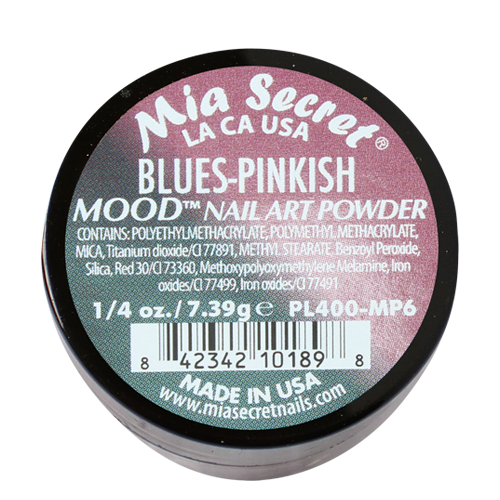 Mia Secret®
LA CA USA
BLUES-PINKISH
MOOD™ NAIL ART POWDER
CONTAINS: POLYETHYLMETHACRYLATE, POLYMETHYL METHACRYLATE,
MICA, Titanium dioxide/CI 77891, METHYL STEARATE. Benzoyl Peroxide,
Silica, Red 30/CI 73360, Methoxypolyoxymethylene Melamine, Iron
oxides/CI 77499, Iron oxides/CI 77491
1/4 oz./7.39g e PL400-MP6
8 42342 10189 8
MADE IN USA
www.miasecretnails.com